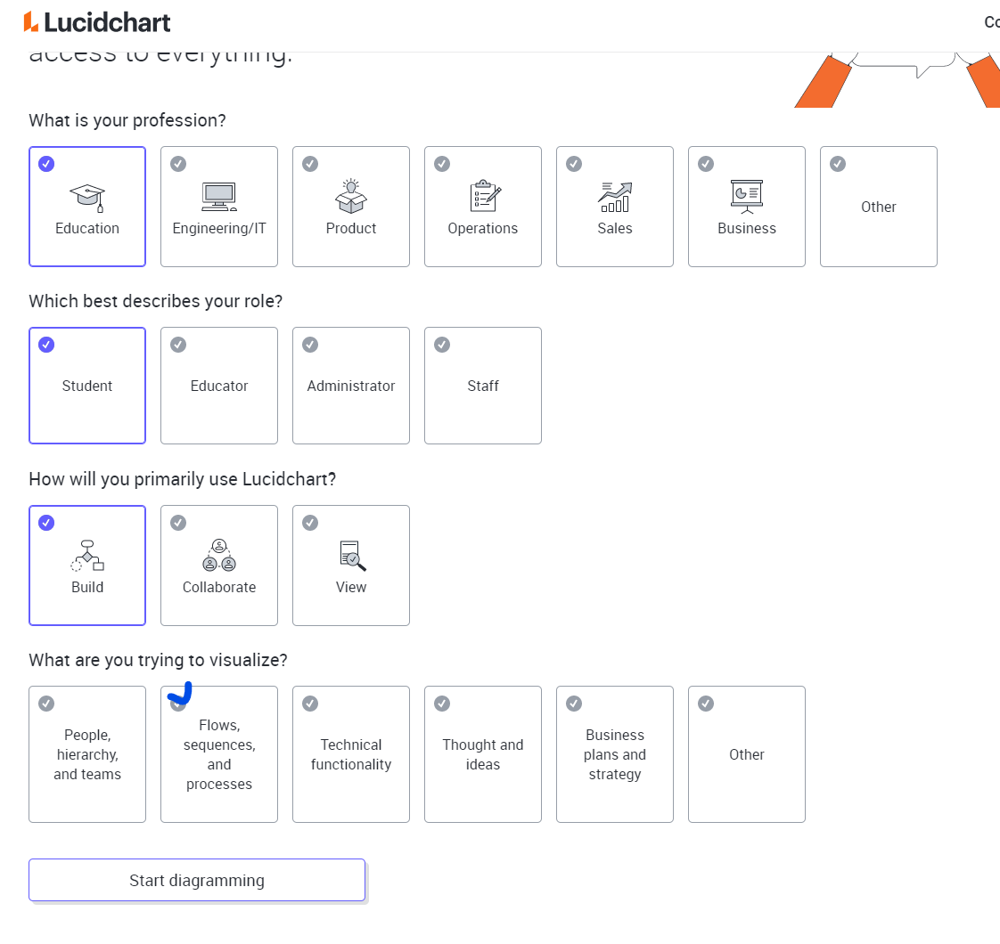 Lucidchart
Co
access to everything.
What is your profession?
Education
Engineering/IT
Product
Operations
Sales
Business
Other
Which best describes your role?
Student
Educator
Administrator
Staff
How will you primarily use Lucidchart?
Build
Collaborate
View
What are you trying to visualize?
People,
hierarchy,
and teams
Flows,
sequences,
and
processes
Technical
functionality
Thought and
ideas
Business
plans and
strategy
Other
Start diagramming